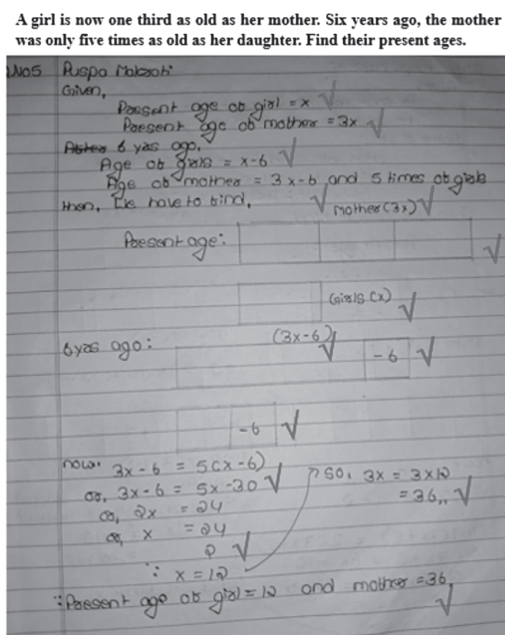 A girl is now one third as old as her mother. Six years ago, the mother
was only five times as old as her daughter. Find their present ages.
No5 Puspa
Given,
Present age of girl = x
Present age of mother = 3x
6 yrs ago,
Age of girls = x-6
Age of mother = 3x-6 and 5 times of girls
then, We have to find,
Mother (3x)
Present age:
Girls (x)
(3x-6)
6 yrs ago:
-6
-6
now, 3x-6 = 5(x-6)
or, 3x-6 = 5x-30
or, 2x = 24
or, x = 24
2
∵ x = 12
so, 3x = 3x12
= 36,,
∵ Present age of girl = 12 and mother = 36,